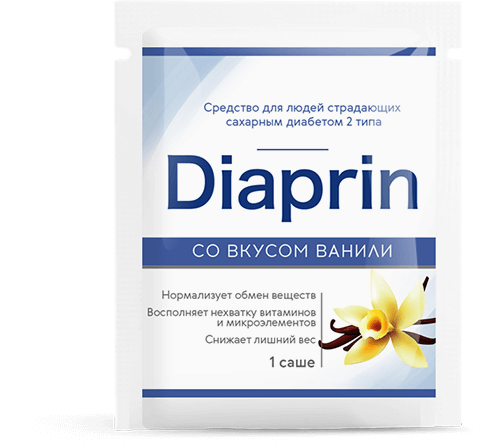 Средство для людей страдающих
сахарным диабетом 2 типа
Diaprin
СО ВКУСОМ ВАНИЛИ
Нормализует обмен веществ
Восполняет нехватку витаминов
и микроэлементов
Снижает лишний вес
1 саше